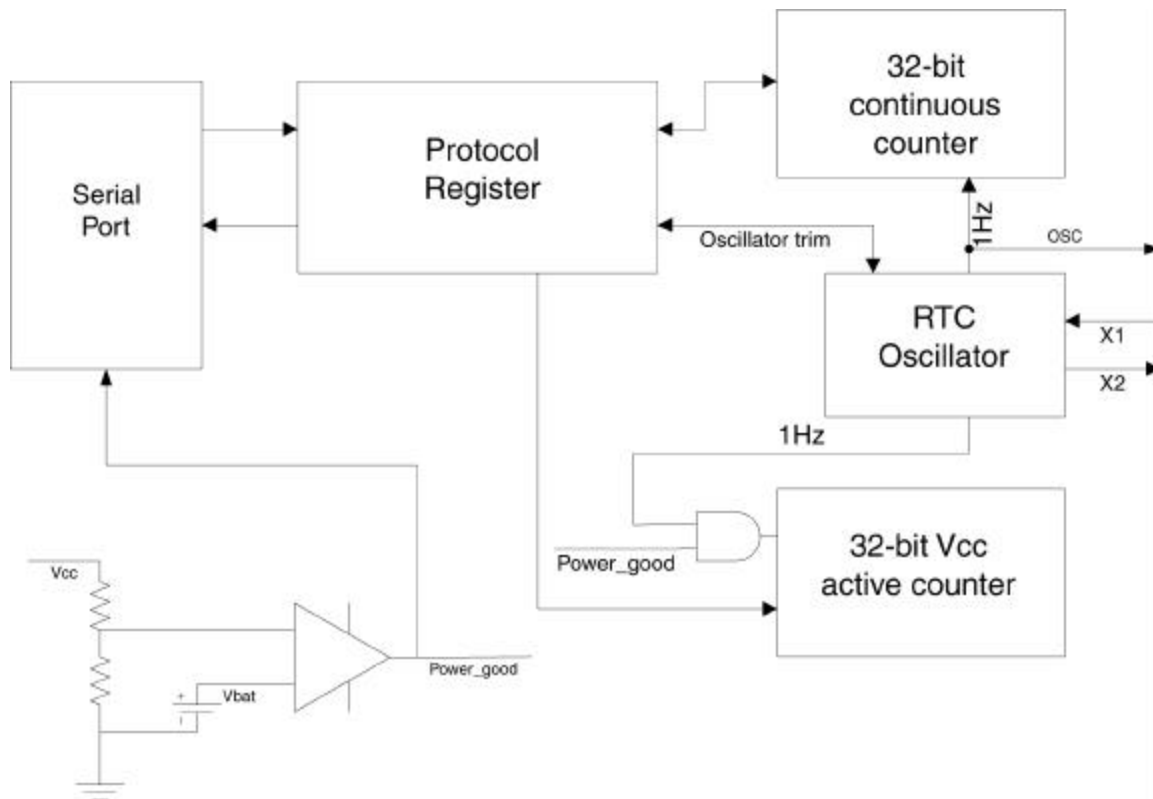 32-bit
continuous
counter
Protocol
Register
Serial
Port
1Hz
Oscillator trim
OSC
RTC
Oscillator
X1
X2
1Hz
Power_good
32-bit Vcc
active counter
Vcc
Power_good
+
Vbat
-